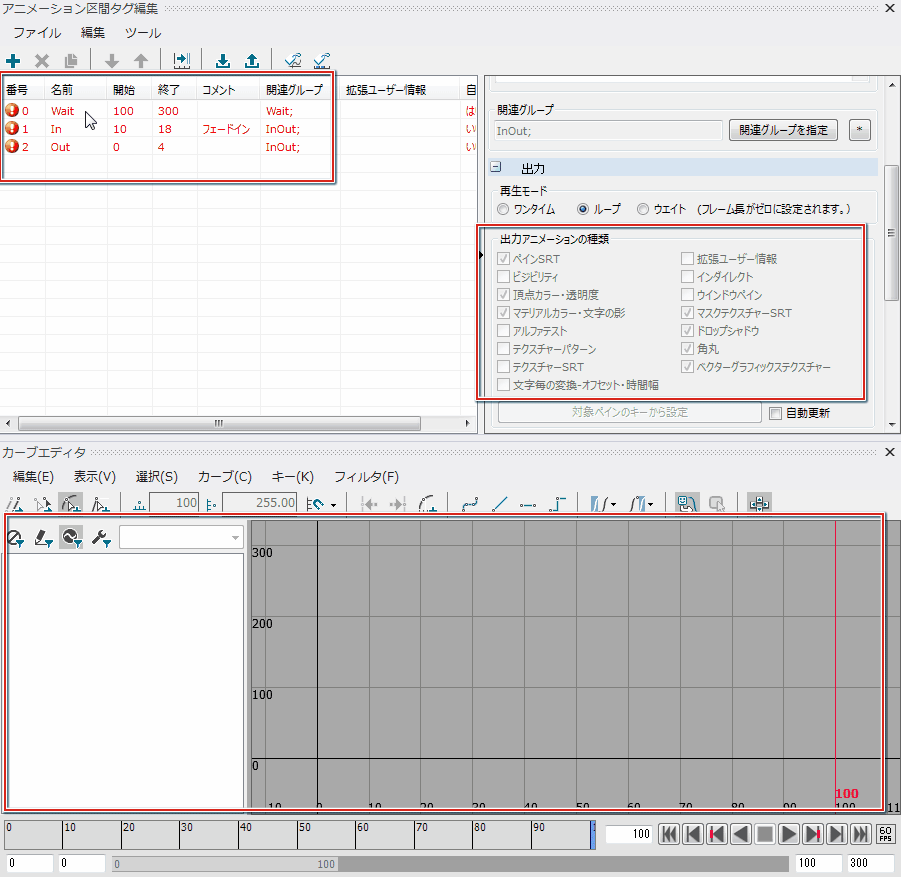 アニメーション区間タグ編集
ファイル 編集 ツール
番号 名前 開始 終了 コメント 関連グループ 拡張ユーザー情報 自
0 Wait 100 300 Wait; は
1 In 10 18 フェードイン InOut; い
2 Out 0 4 InOut; い
関連グループ
InOut; 関連グループを指定 *
出力
再生モード
ワンタイム ループ ウエイト (フレーム長がゼロに設定されます。)
出力アニメーションの種類
ペインSRT 拡張ユーザー情報
ビジビリティ インダイレクト
頂点カラー・透明度 ウインドウペイン
マテリアルカラー・文字の影 マスクテクスチャーSRT
アルファテスト ドロップシャドウ
テクスチャーパターン 角丸
テクスチャーSRT ベクターグラフィックステクスチャー
文字毎の変換-オフセット・時間幅
対象ペインのキーから設定 自動更新
カーブエディタ
編集(E) 表示(V) 選択(S) カーブ(C) キー(K) フィルタ(F)
100 255.00
300
200
100
0
100
-10 0 10 20 30 40 50 60 70 80 90 100 11
0 10 20 30 40 50 60 70 80 90 100 60 FPS
0 0 0 100 100 300